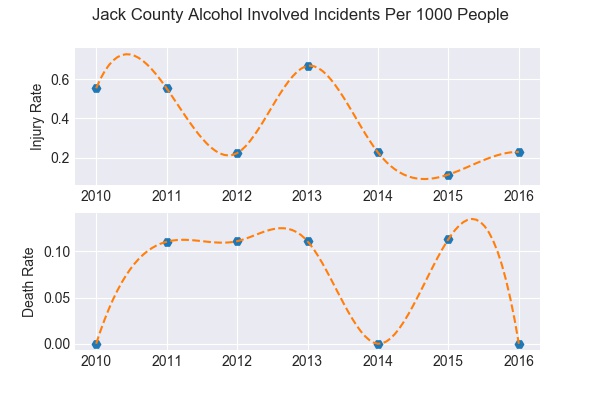 Jack County Alcohol Involved Incidents Per 1000 People
Injury Rate
0.6
0.4
0.2
2010 2011 2012 2013 2014 2015 2016
Death Rate
0.10
0.05
0.00
2010 2011 2012 2013 2014 2015 2016